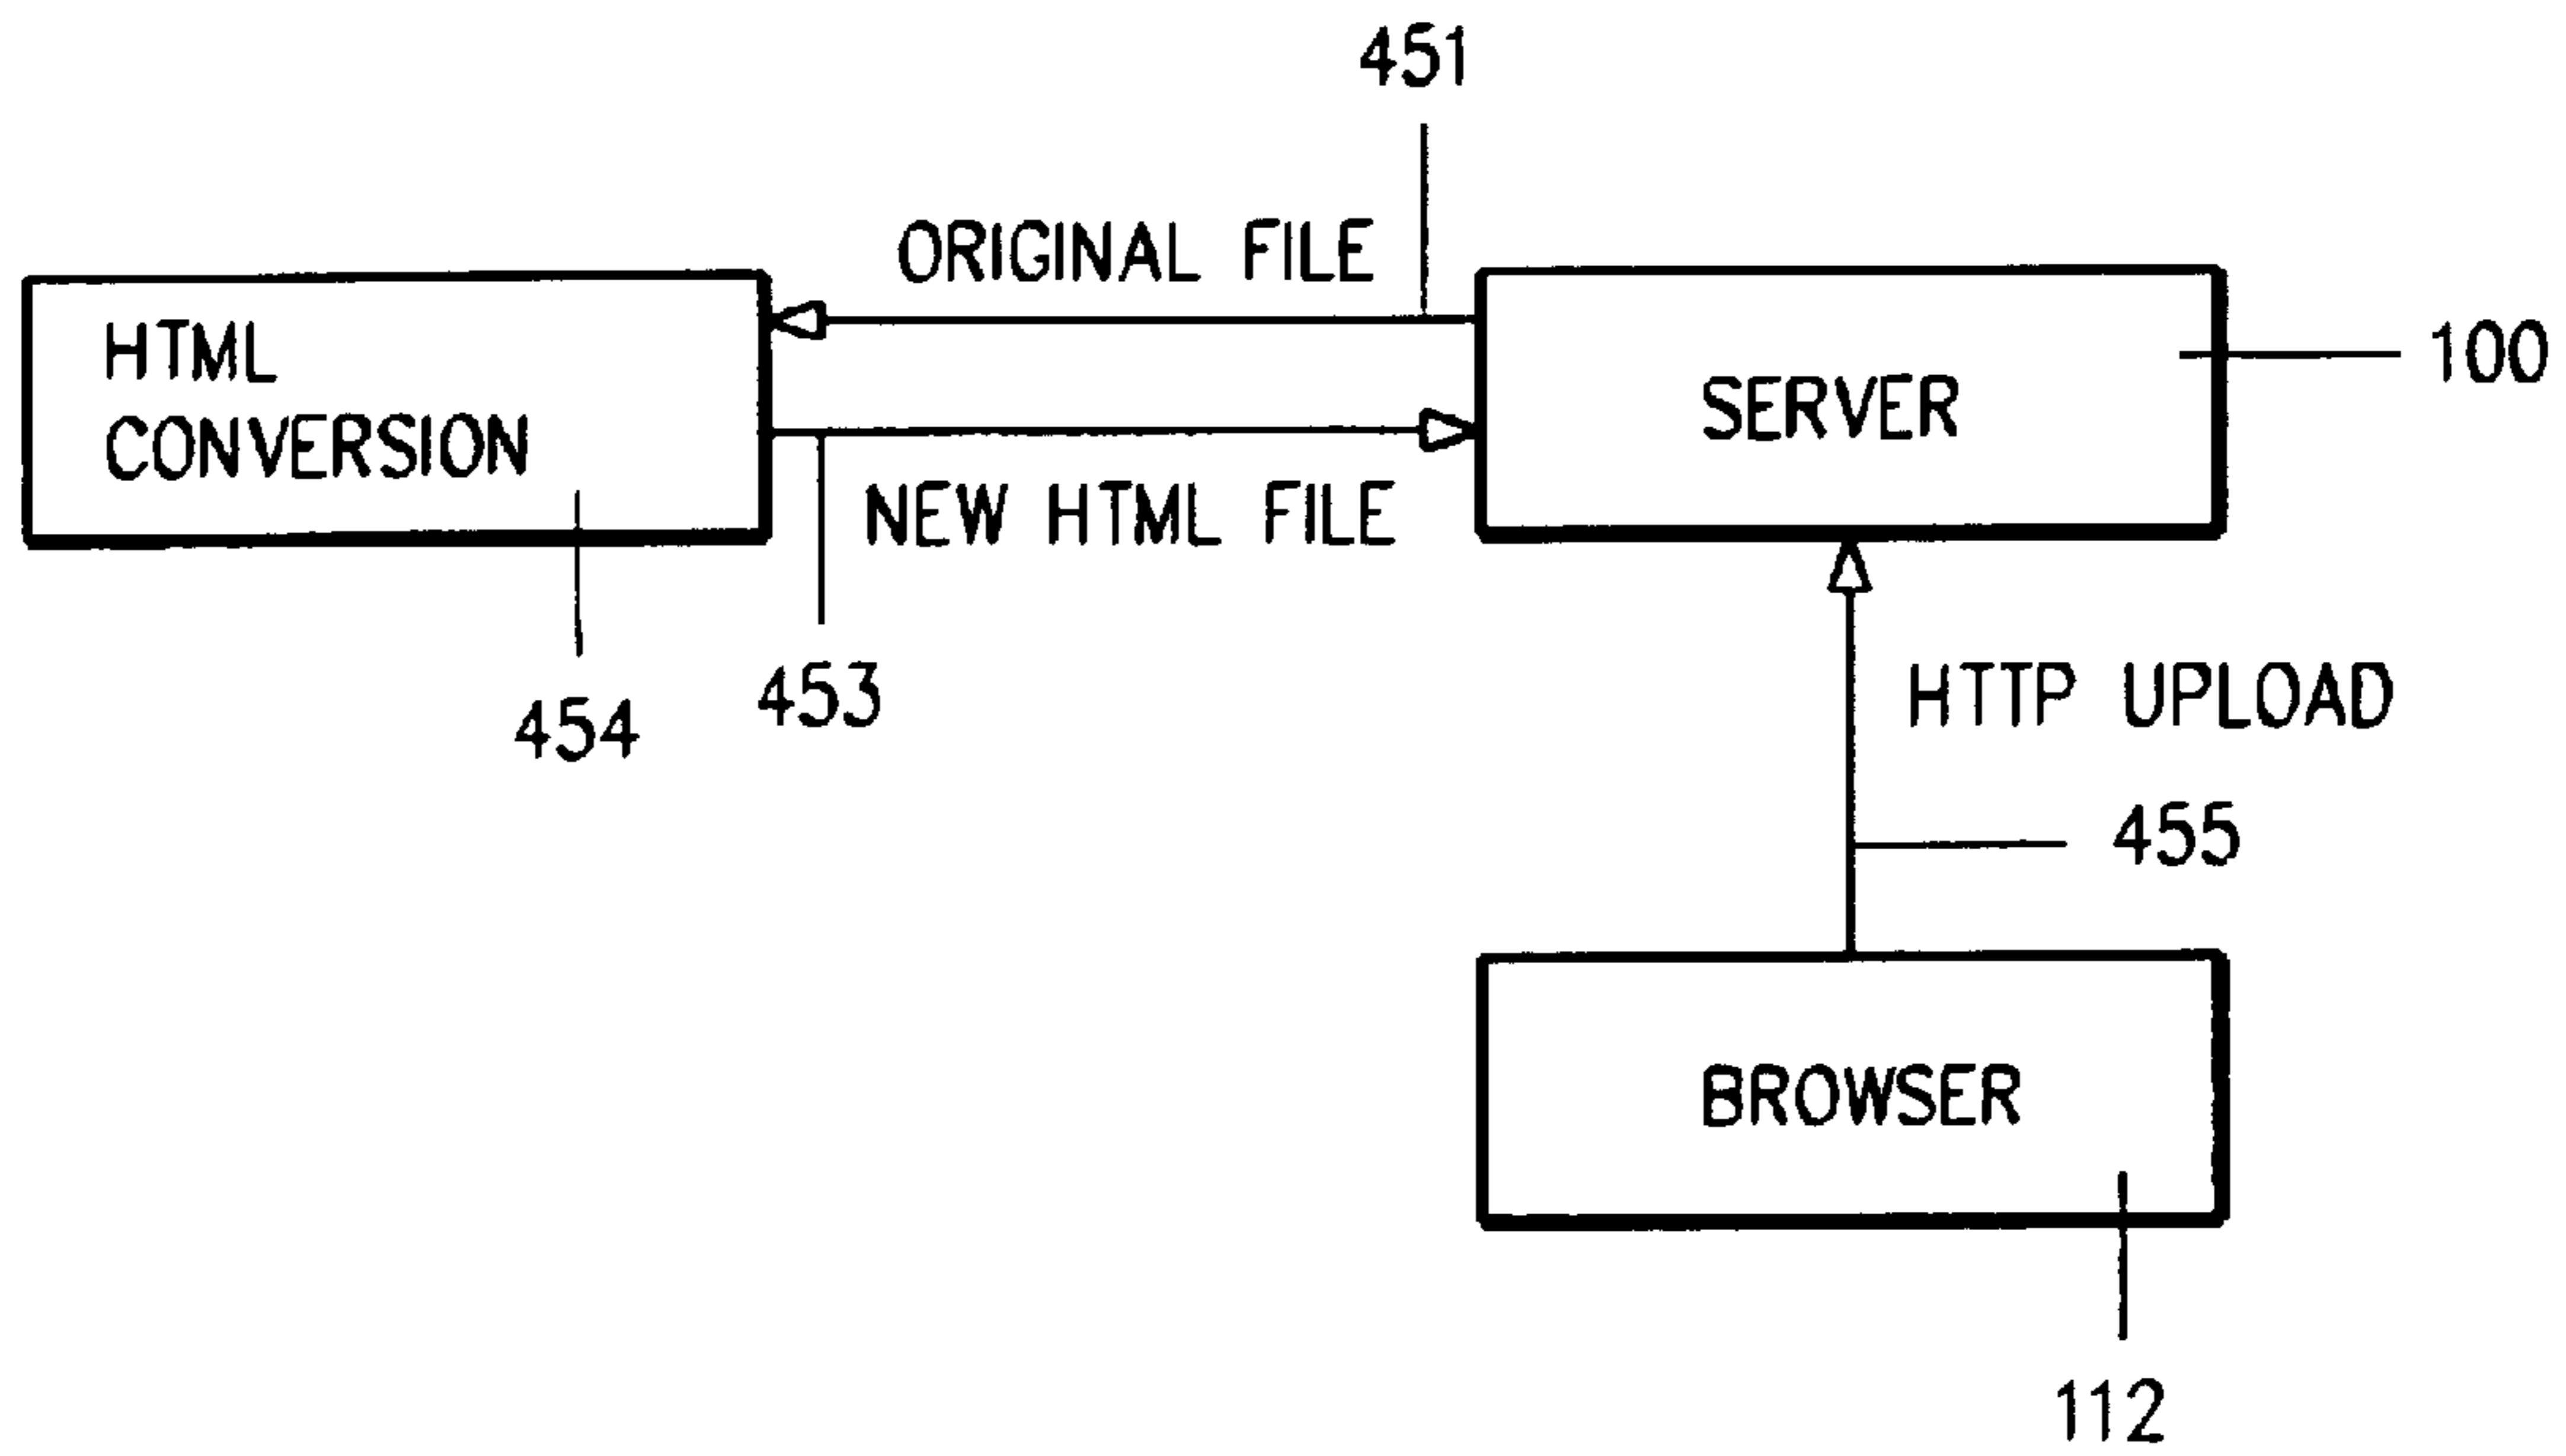 451
ORIGINAL FILE
HTML
CONVERSION
SERVER
100
NEW HTML FILE
453
454
HTTP UPLOAD
455
BROWSER
112